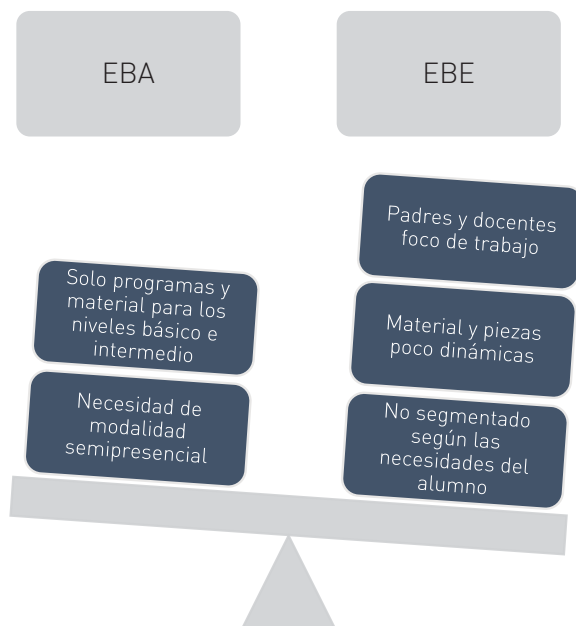 EBA
EBE
Solo programas y
material para los
niveles básico e
intermedio
Necesidad de
modalidad
semipresencial
Padres y docentes
foco de trabajo
Material y piezas
poco dinámicas
No segmentado
según las
necesidades del
alumno